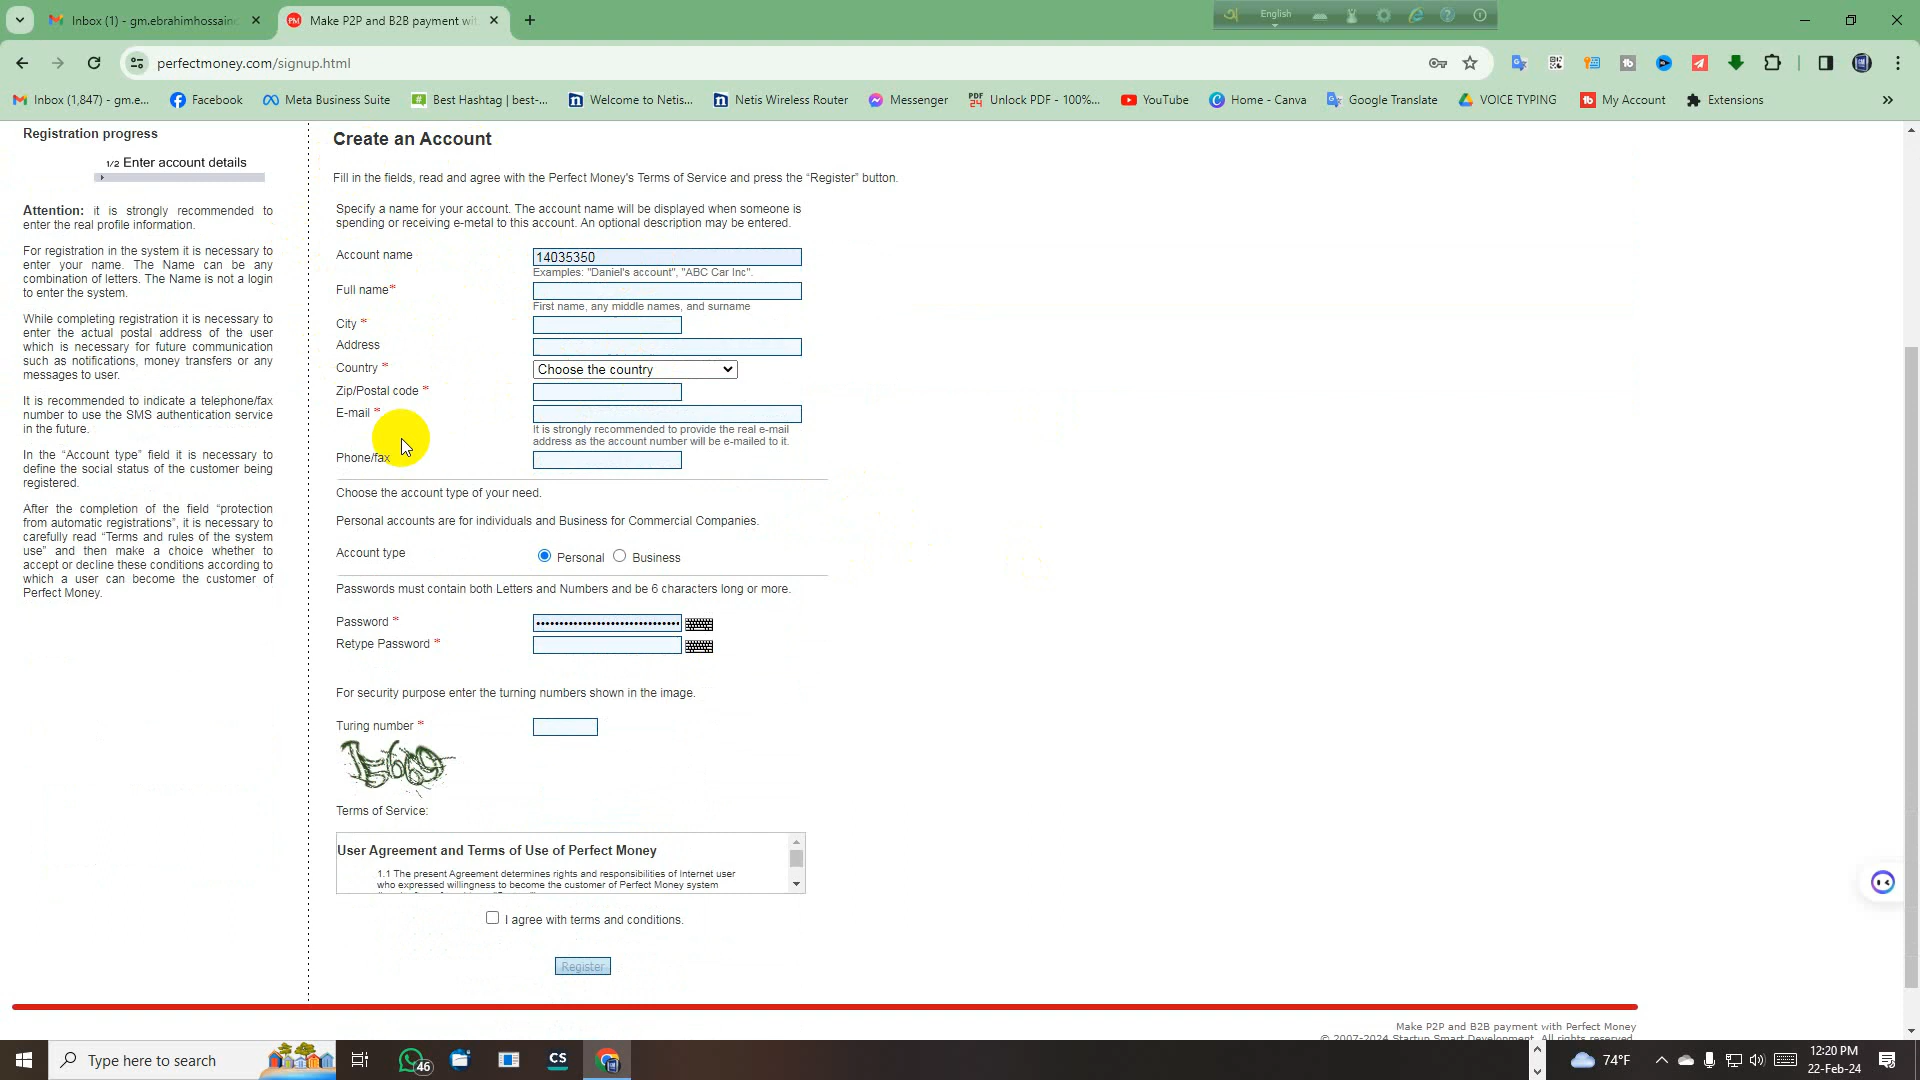 Inbox (1) - gm.ebrahimhossainc
Make P2P and B2B payment wit
English
perfectmoney.com/signup.html
Inbox (1,847) - gm.e...
Facebook
Meta Business Suite
Best Hashtag | best-...
Welcome to Netis...
Netis Wireless Router
Messenger
Unlock PDF - 100%...
YouTube
Home - Canva
Google Translate
VOICE TYPING
My Account
Extensions
Registration progress
1/2 Enter account details
Attention: it is strongly recommended to
enter the real profile information.
For registration in the system it is necessary to
enter your name. The Name can be any
combination of letters. The Name is not a login
to enter the system.
While completing registration it is necessary to
enter the actual postal address of the user
which is necessary for future communication
such as notifications, money transfers or any
messages to user.
It is recommended to indicate a telephone/fax
number to use the SMS authentication service
in the future.
In the “Account type” field it is necessary to
define the social status of the customer being
registered.
After the completion of the field “protection
from automatic registrations”, it is necessary to
carefully read “Terms and rules of the system
use” and then make a choice whether to
accept or decline these conditions according to
which a user can become the customer of
Perfect Money.
Create an Account
Fill in the fields, read and agree with the Perfect Money's Terms of Service and press the “Register” button.
Specify a name for your account. The account name will be displayed when someone is
spending or receiving e-metal to this account. An optional description may be entered.
Account name
14035350
Examples: "Daniel's account", "ABC Car Inc".
Full name*
First name, any middle names, and surname
City *
Address
Country *
Choose the country
Zip/Postal code *
E-mail *
It is strongly recommended to provide the real e-mail
address as the account number will be e-mailed to it.
Phone/fax
Choose the account type of your need.
Personal accounts are for individuals and Business for Commercial Companies.
Account type
Personal
Business
Passwords must contain both Letters and Numbers and be 6 characters long or more.
Password *
Retype Password *
For security purpose enter the turning numbers shown in the image.
Turing number *
Terms of Service:
User Agreement and Terms of Use of Perfect Money
1.1 The present Agreement determines rights and responsibilities of Internet user
who expressed willingness to become the customer of Perfect Money system
I agree with terms and conditions.
Register
Make P2P and B2B payment with Perfect Money
© 2007-2024 Startup Smart Development. All rights reserved.
Type here to search
46
CS
74°F
12:20 PM
22-Feb-24